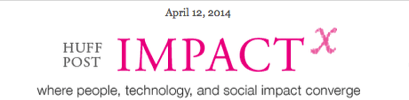 April 12, 2014
HUFF
POST
IMPACT X
where people, technology, and social impact converge